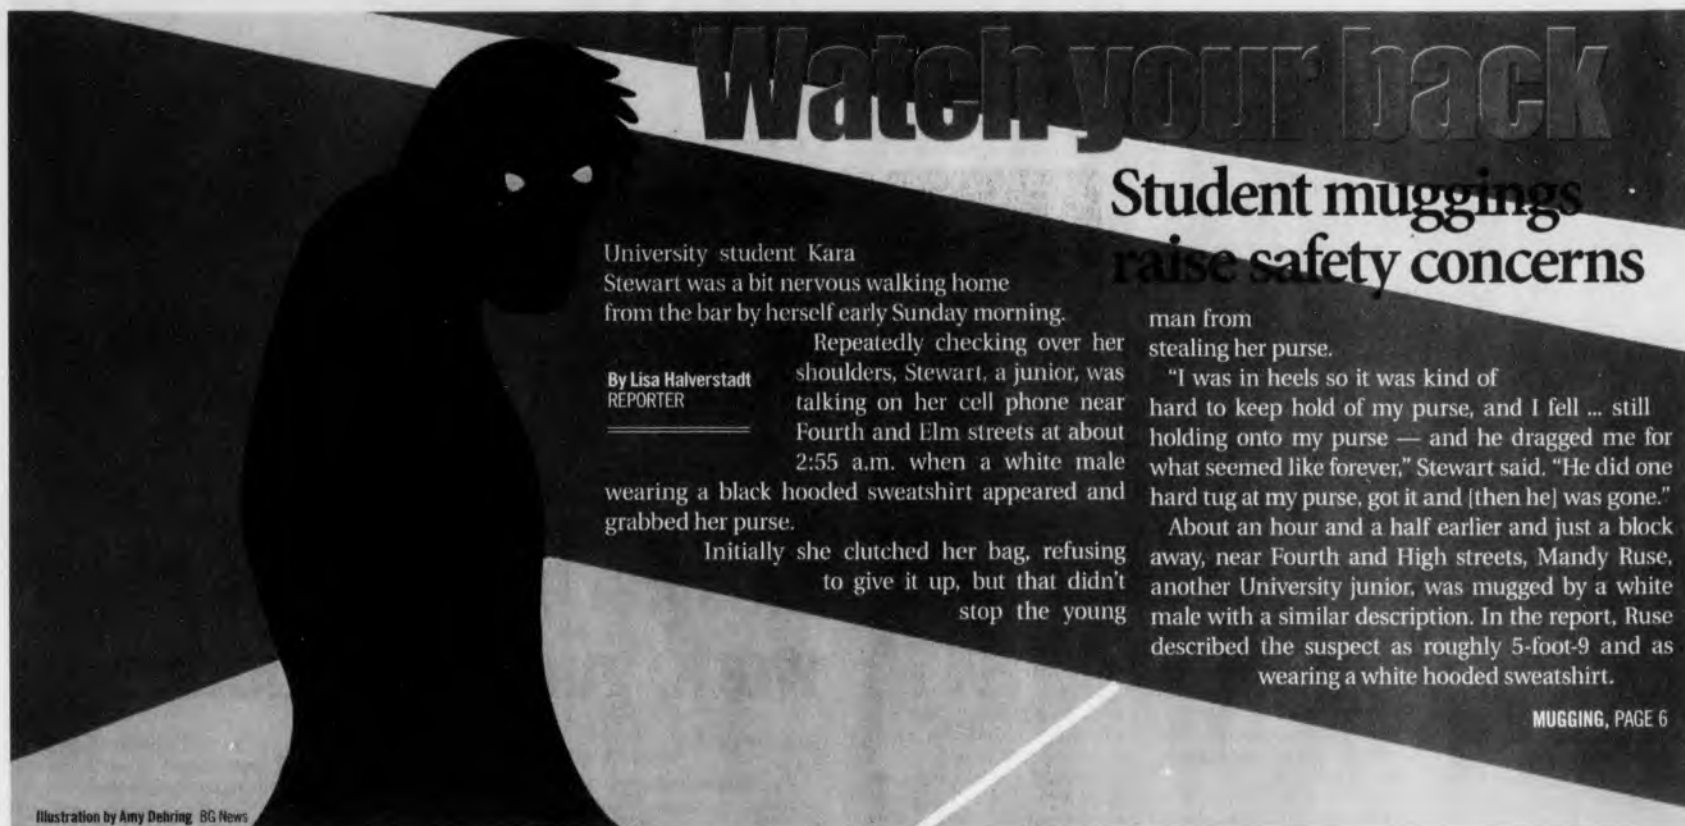 Watch your back
Student muggings
raise safety concerns
University student Kara
Stewart was a bit nervous walking home
from the bar by herself early Sunday morning.
By Lisa Halverstadt
REPORTER
Repeatedly checking over her
shoulders, Stewart, a junior, was
talking on her cell phone near
Fourth and Elm streets at about
2:55 a.m. when a white male
wearing a black hooded sweatshirt appeared and
grabbed her purse.
Initially she clutched her bag, refusing
to give it up, but that didn't
stop the young
man from
stealing her purse.
"I was in heels so it was kind of
hard to keep hold of my purse, and I fell ... still
holding onto my purse — and he dragged me for
what seemed like forever," Stewart said. "He did one
hard tug at my purse, got it and [then he] was gone."
About an hour and a half earlier and just a block
away, near Fourth and High streets, Mandy Ruse,
another University junior, was mugged by a white
male with a similar description. In the report, Ruse
described the suspect as roughly 5-foot-9 and as
wearing a white hooded sweatshirt.
MUGGING, PAGE 6
Illustration by Amy Dehring BG News